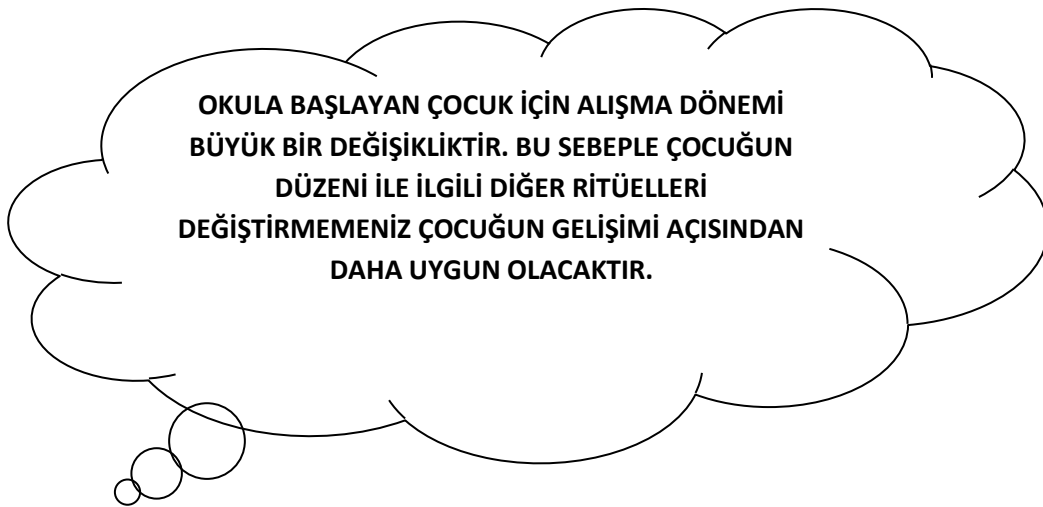 OKULA BAŞLAYAN ÇOCUK İÇİN ALIŞMA DÖNEMİ
BÜYÜK BİR DEĞİŞİKLİKTİR. BU SEBEPLE ÇOCUĞUN
DÜZENİ İLE İLGİLİ DİĞER RİTÜELLERİ
DEĞİŞTİRMEMENİZ ÇOCUĞUN GELİŞİMİ AÇISINDAN
DAHA UYGUN OLACAKTIR.